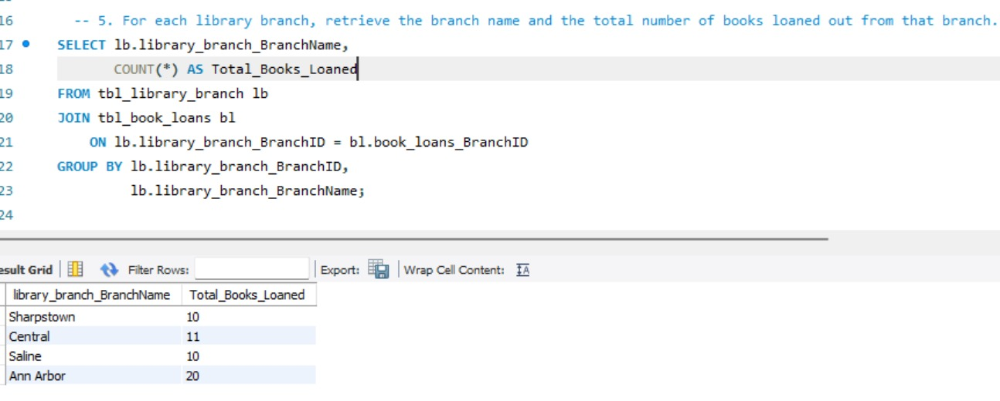 16 -- 5. For each library branch, retrieve the branch name and the total number of books loaned out from that branch.
17 SELECT lb.library_branch_BranchName,
18 COUNT(*) AS Total_Books_Loaned
19 FROM tbl_library_branch lb
20 JOIN tbl_book_loans bl
21 ON lb.library_branch_BranchID = bl.book_loans_BranchID
22 GROUP BY lb.library_branch_BranchID,
23 lb.library_branch_BranchName;
24
Result Grid Filter Rows: Export: Wrap Cell Content: IA
library_branch_BranchName Total_Books_Loaned
Sharpstown 10
Central 11
Saline 10
Ann Arbor 20